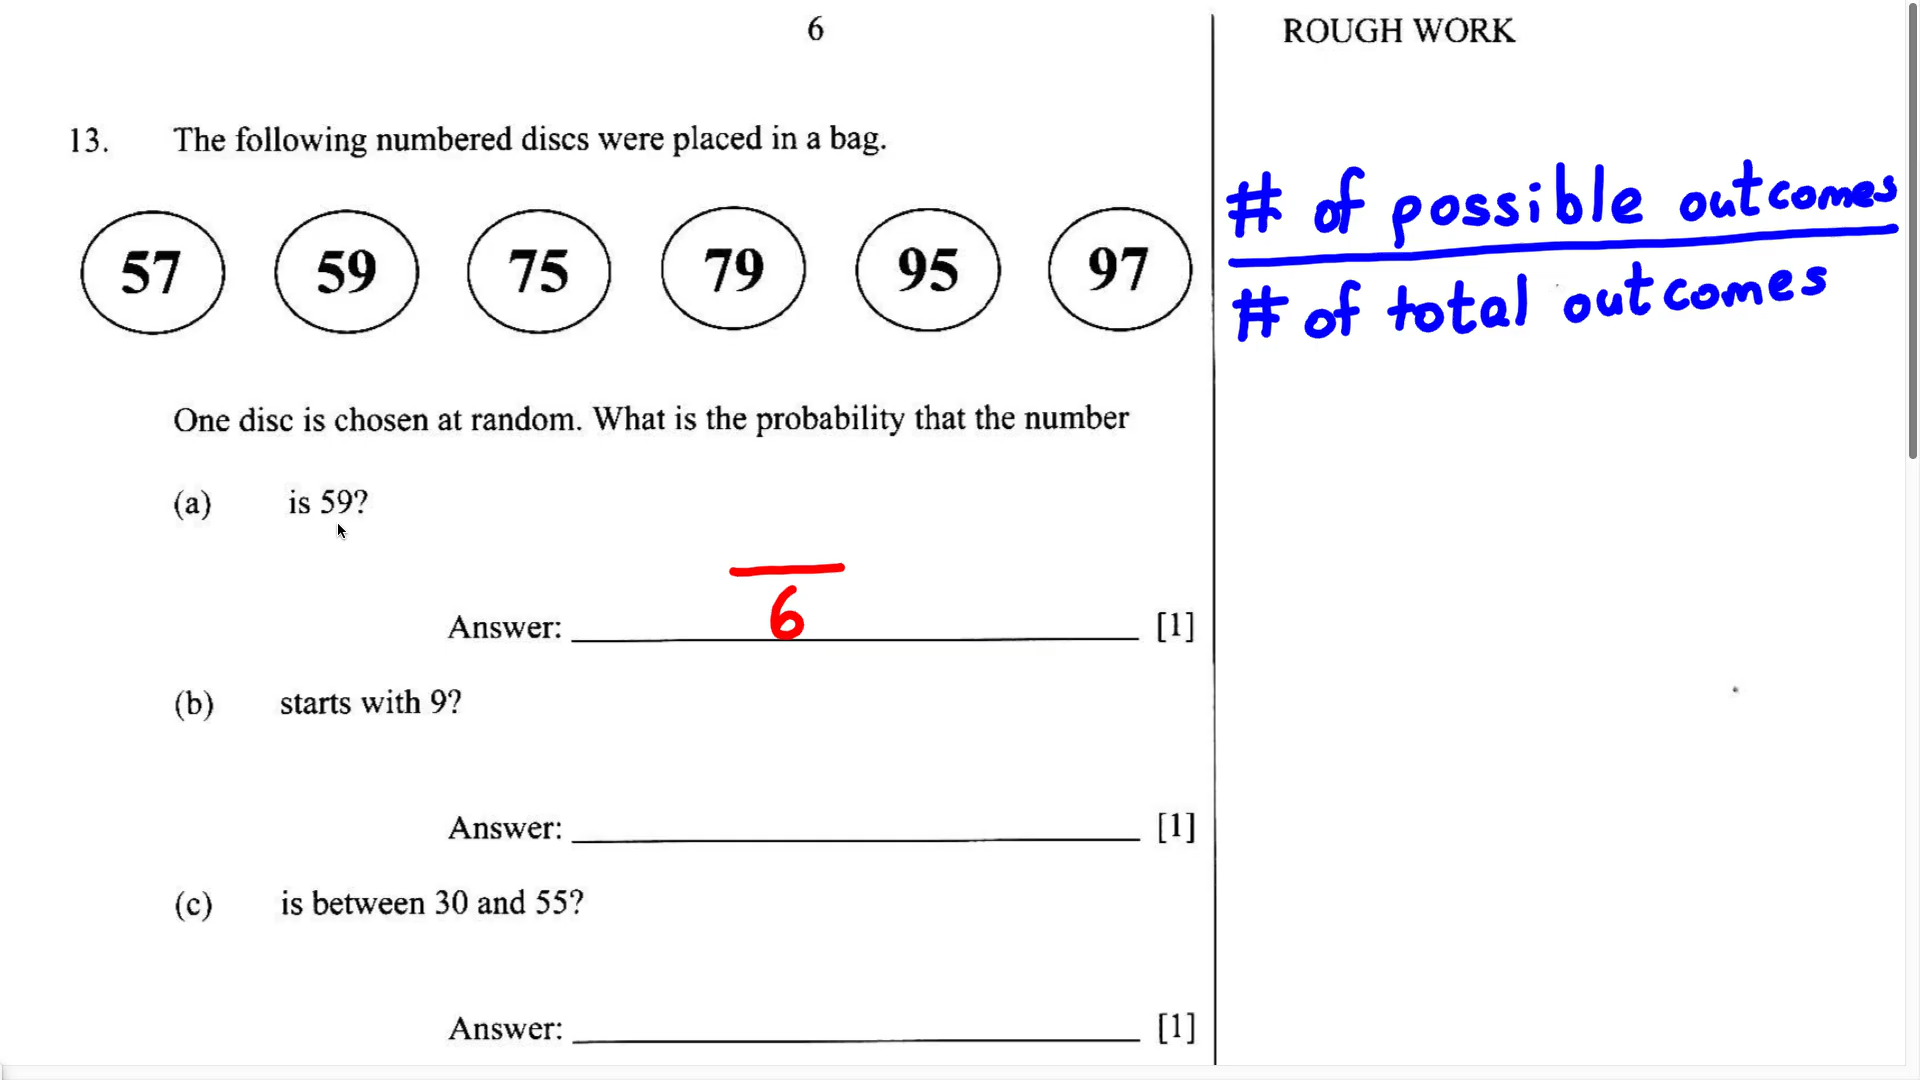 6
ROUGH WORK
13. The following numbered discs were placed in a bag.
57 59 75 79 95 97
# of possible outcomes
# of total outcomes
One disc is chosen at random. What is the probability that the number
(a) is 59?
6
Answer: [1]
(b) starts with 9?
Answer: [1]
(c) is between 30 and 55?
Answer: [1]